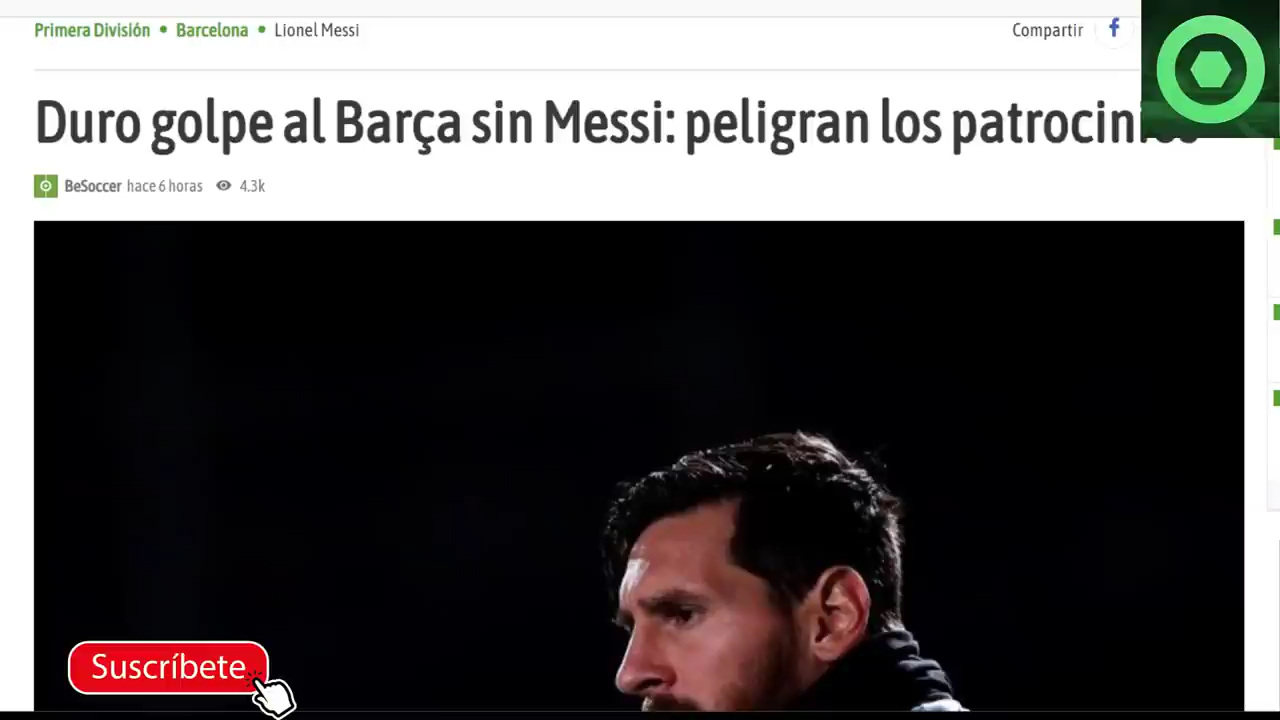 Primera División • Barcelona • Lionel Messi
Compartir
Duro golpe al Barça sin Messi: peligran los
BeSoccer hace 6 horas 4.3k
Suscríbete